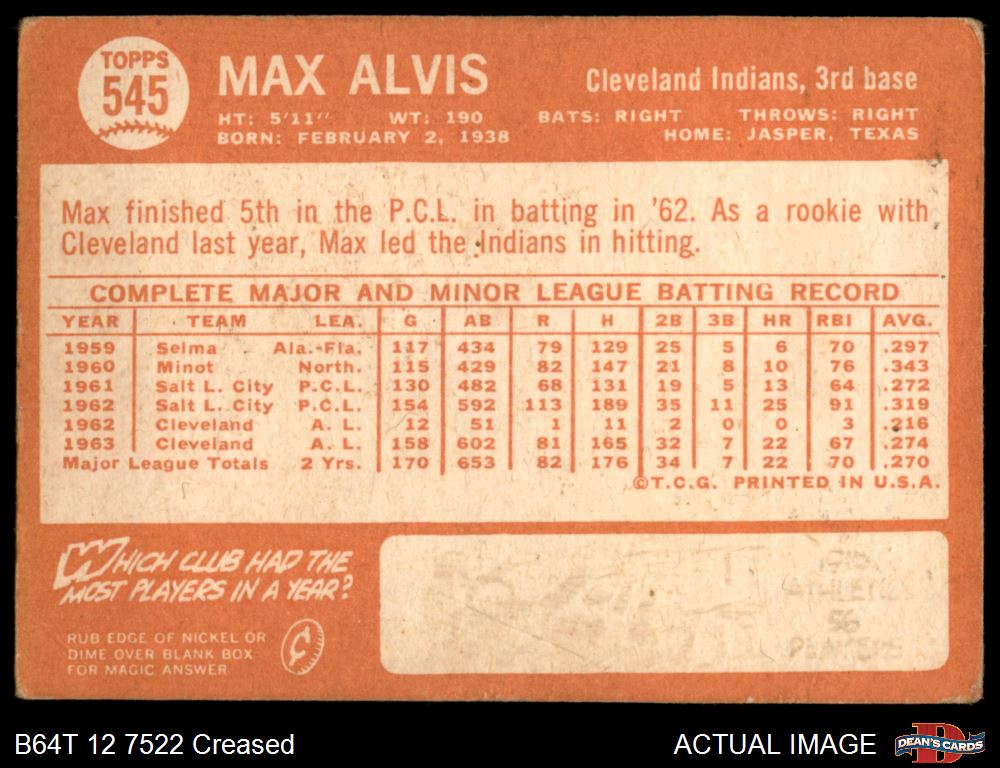 TOPPS
545
MAX ALVIS
Cleveland Indians, 3rd base
HT: 5'11" WT: 190 BATS: RIGHT THROWS: RIGHT
BORN: FEBRUARY 2, 1938 HOME: JASPER, TEXAS
Max finished 5th in the P.C.L. in batting in '62. As a rookie with
Cleveland last year, Max led the Indians in hitting.
COMPLETE MAJOR AND MINOR LEAGUE BATTING RECORD
YEAR TEAM LEA. G AB R H 2B 3B HR RBI AVG.
1959 Selma Ala.-Fla. 117 434 79 129 25 5 6 70 .297
1960 Minot North. 115 429 82 147 21 8 10 76 .343
1961 Salt L. City P.C.L. 130 482 68 131 19 5 13 64 .272
1962 Salt L. City P.C.L. 154 592 113 189 35 11 25 91 .319
1962 Cleveland A. L. 12 51 1 11 2 0 0 3 .216
1963 Cleveland A. L. 158 602 81 165 32 7 22 67 .274
Major League Totals 2 Yrs. 170 653 82 176 34 7 22 70 .270
©T.C.G. PRINTED IN U.S.A.
WHICH CLUB HAD THE
MOST PLAYERS IN A YEAR?
RUB EDGE OF NICKEL OR
DIME OVER BLANK BOX
FOR MAGIC ANSWER
¢
56
PLAYERS
B64T 12 7522 Creased
ACTUAL IMAGE
D
DEAN'S CARDS